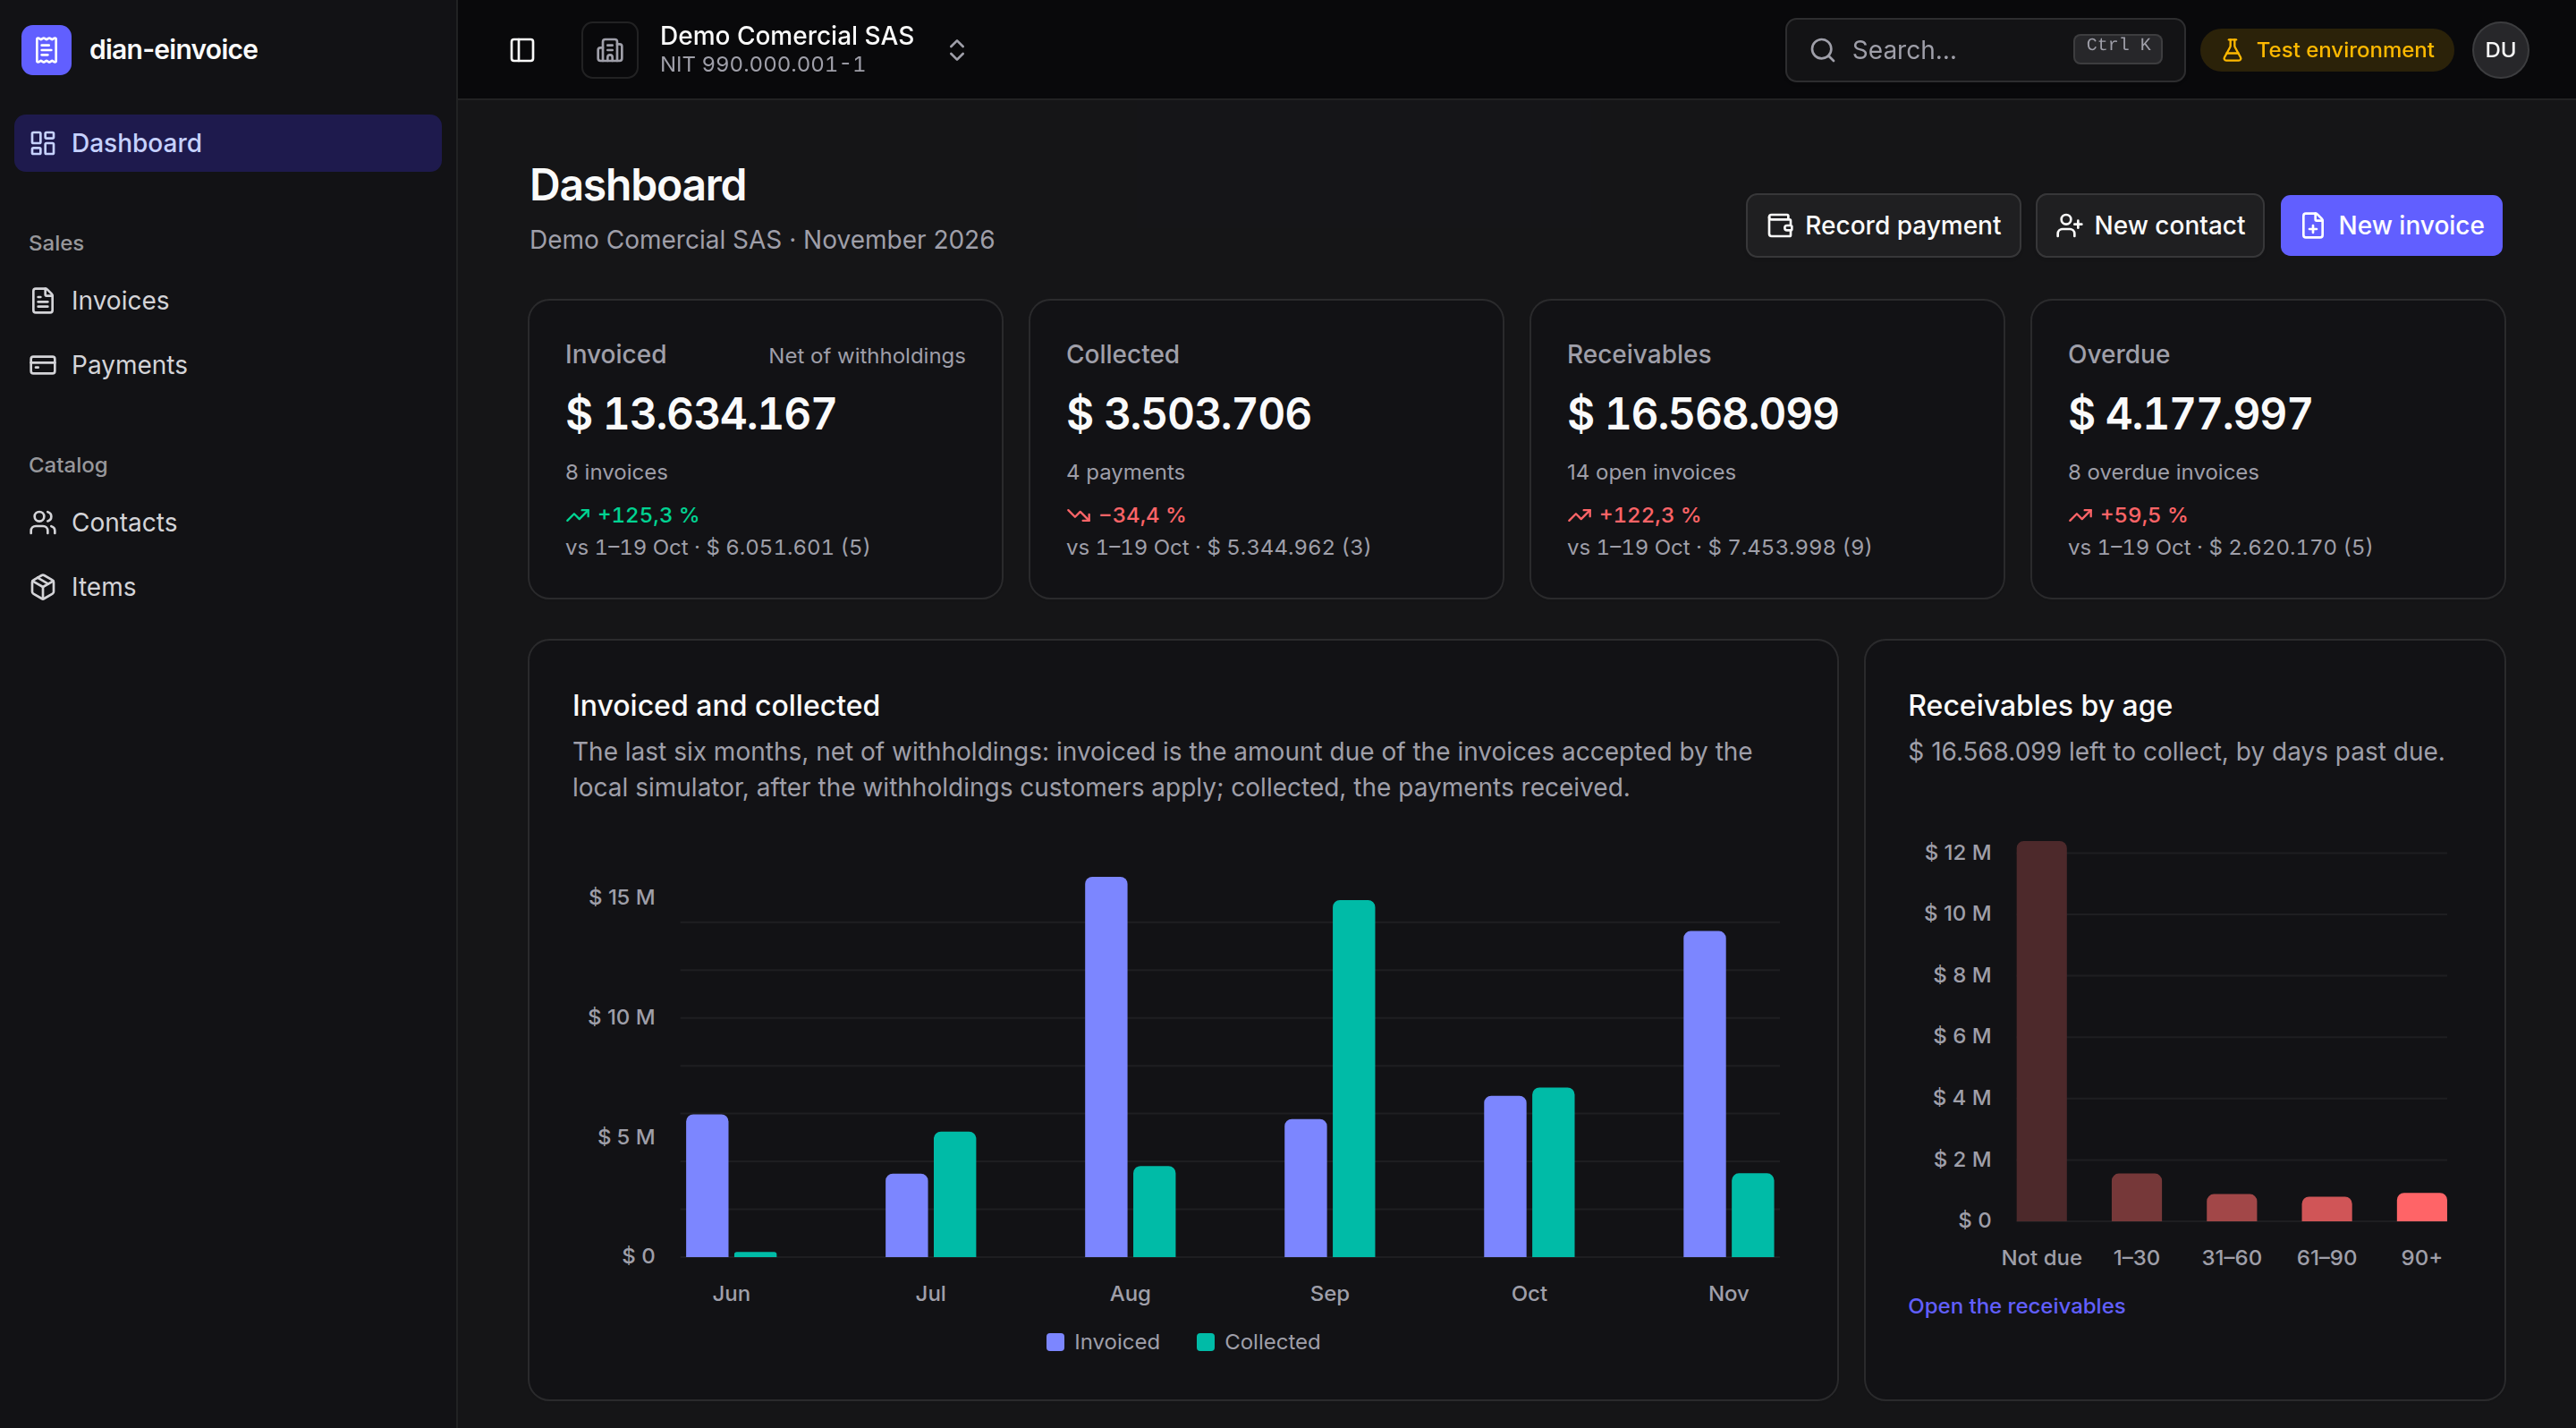 dian-einvoice
Demo Comercial SAS
NIT 990.000.001-1
Search...
Ctrl K
Test environment
DU
Dashboard
Sales
Invoices
Payments
Catalog
Contacts
Items
Dashboard
Demo Comercial SAS · November 2026
Record payment
New contact
New invoice
Invoiced
Net of withholdings
$ 13.634.167
8 invoices
+125,3 %
vs 1–19 Oct · $ 6.051.601 (5)
Collected
$ 3.503.706
4 payments
−34,4 %
vs 1–19 Oct · $ 5.344.962 (3)
Receivables
$ 16.568.099
14 open invoices
+122,3 %
vs 1–19 Oct · $ 7.453.998 (9)
Overdue
$ 4.177.997
8 overdue invoices
+59,5 %
vs 1–19 Oct · $ 2.620.170 (5)
Invoiced and collected
The last six months, net of withholdings: invoiced is the amount due of the invoices accepted by the
local simulator, after the withholdings customers apply; collected, the payments received.
$ 15 M
$ 10 M
$ 5 M
$ 0
Jun Jul Aug Sep Oct Nov
Invoiced Collected
Receivables by age
$ 16.568.099 left to collect, by days past due.
$ 12 M
$ 10 M
$ 8 M
$ 6 M
$ 4 M
$ 2 M
$ 0
Not due 1–30 31–60 61–90 90+
Open the receivables